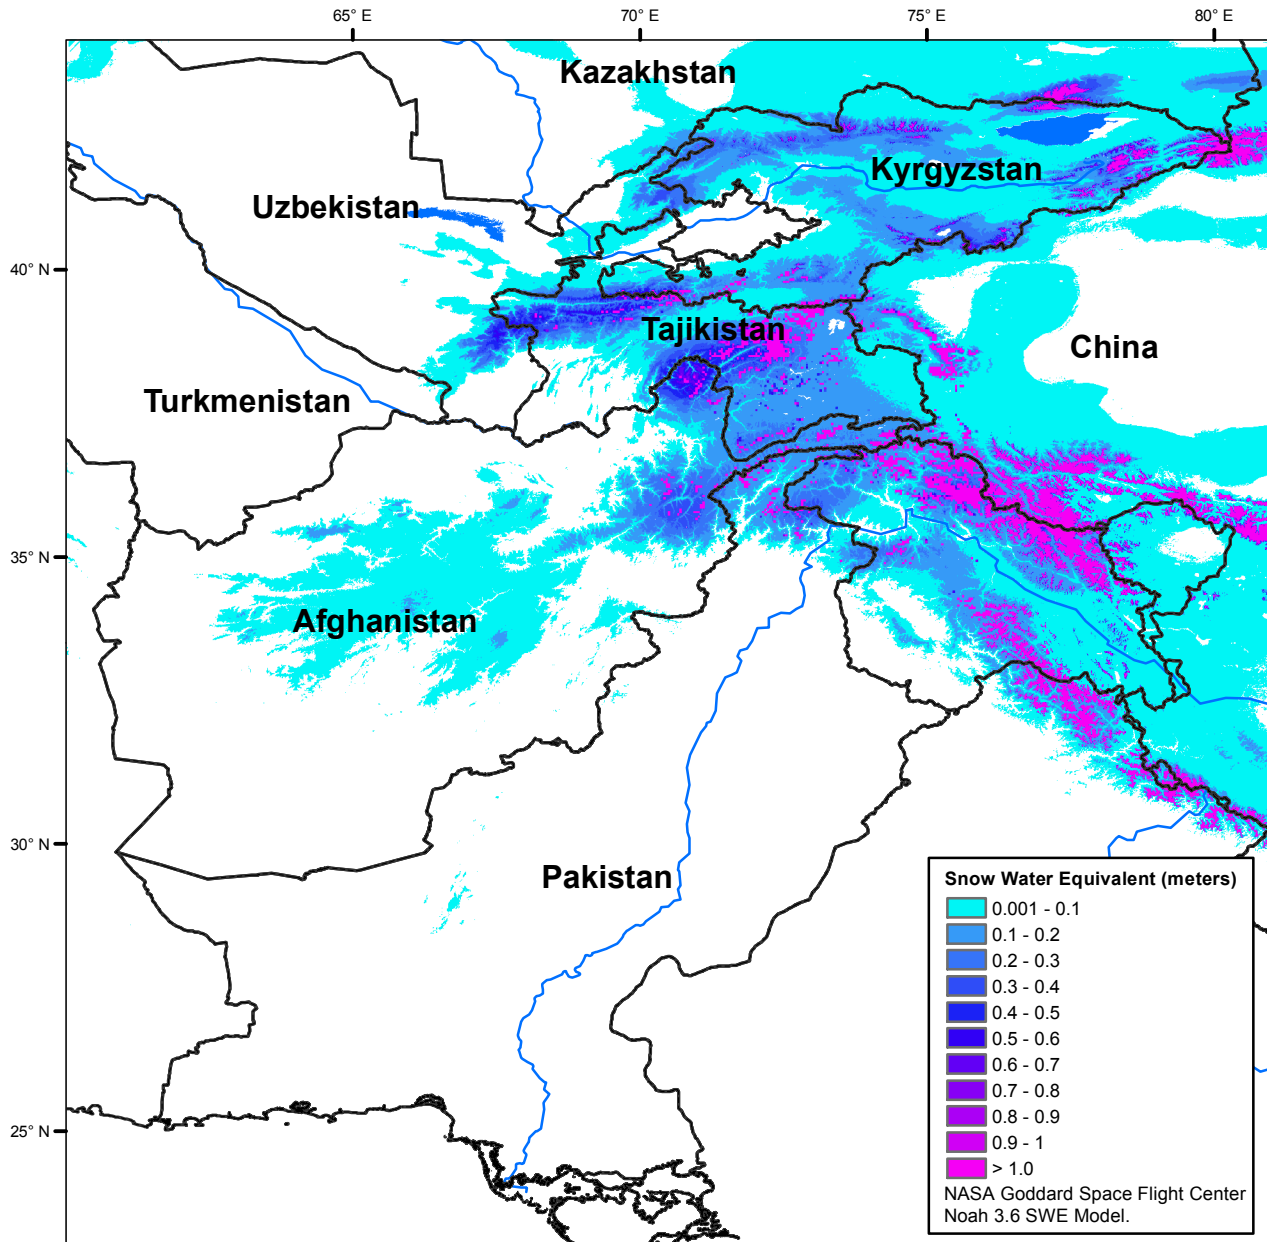 65° E
70° E
75° E
80° E
Kazakhstan
Kyrgyzstan
Uzbekistan
40° N
Tajikistan
China
Turkmenistan
35° N
Afghanistan
30° N
Pakistan
25° N
Snow Water Equivalent (meters)
0.001 - 0.1
0.1 - 0.2
0.2 - 0.3
0.3 - 0.4
0.4 - 0.5
0.5 - 0.6
0.6 - 0.7
0.7 - 0.8
0.8 - 0.9
0.9 - 1
> 1.0
NASA Goddard Space Flight Center
Noah 3.6 SWE Model.